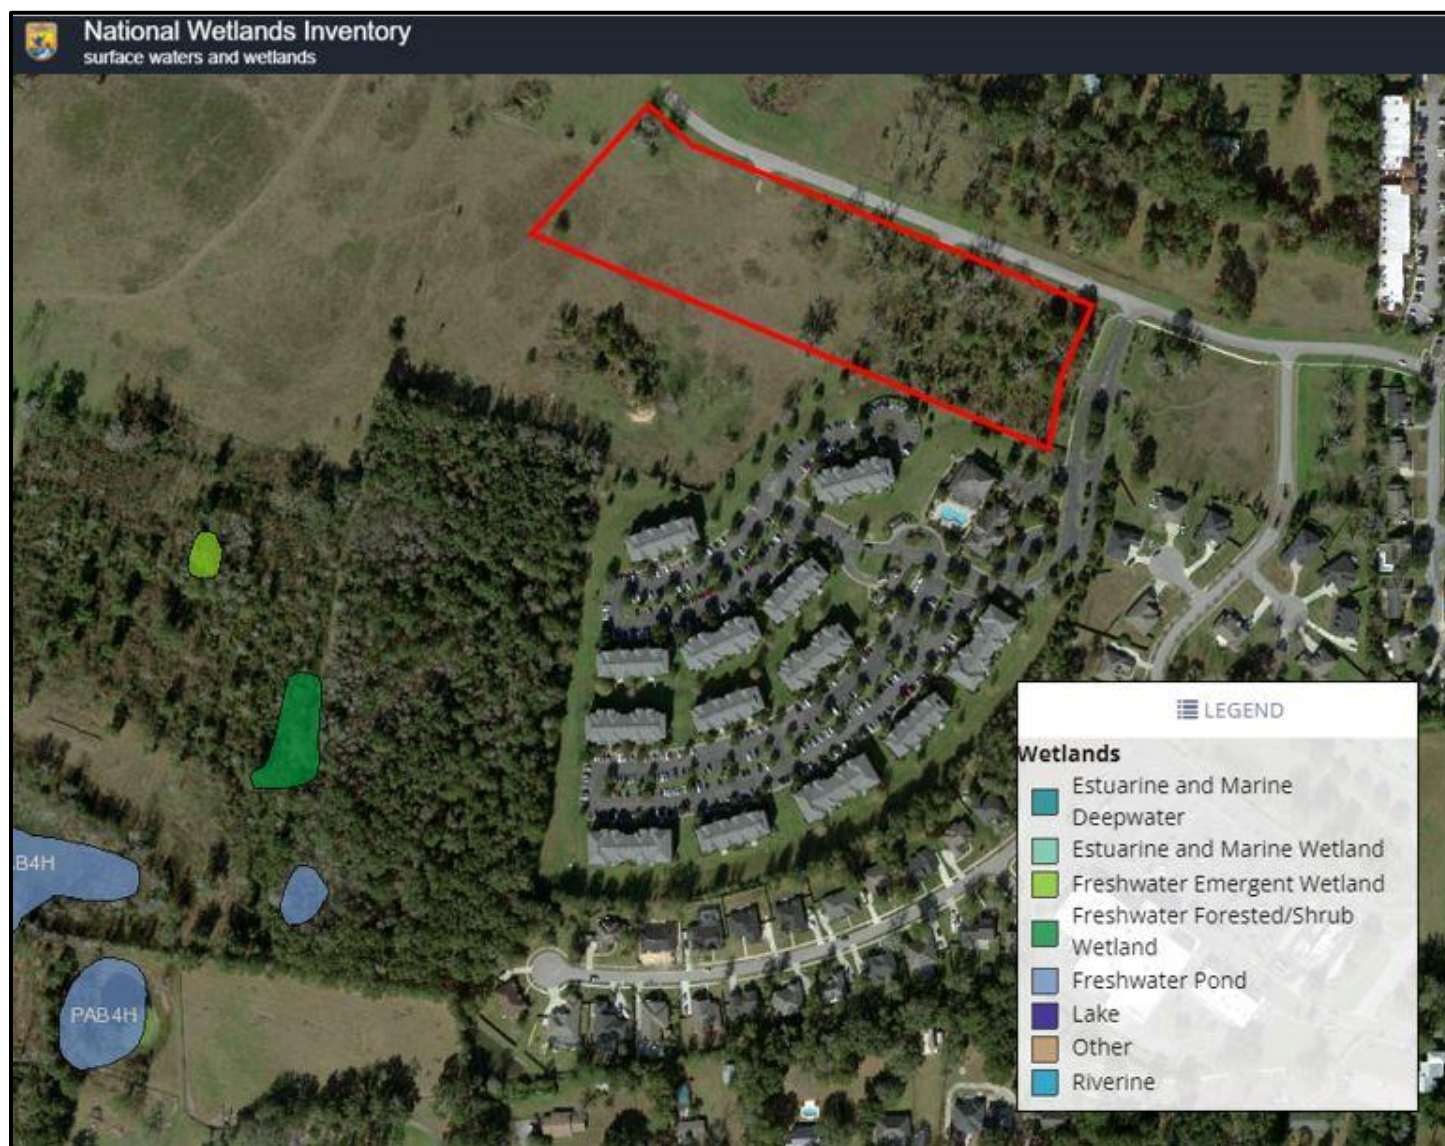 National Wetlands Inventory
surface waters and wetlands
AB4H
PAB4H
LEGEND
Wetlands
Estuarine and Marine
Deepwater
Estuarine and Marine Wetland
Freshwater Emergent Wetland
Freshwater Forested/Shrub
Wetland
Freshwater Pond
Lake
Other
Riverine